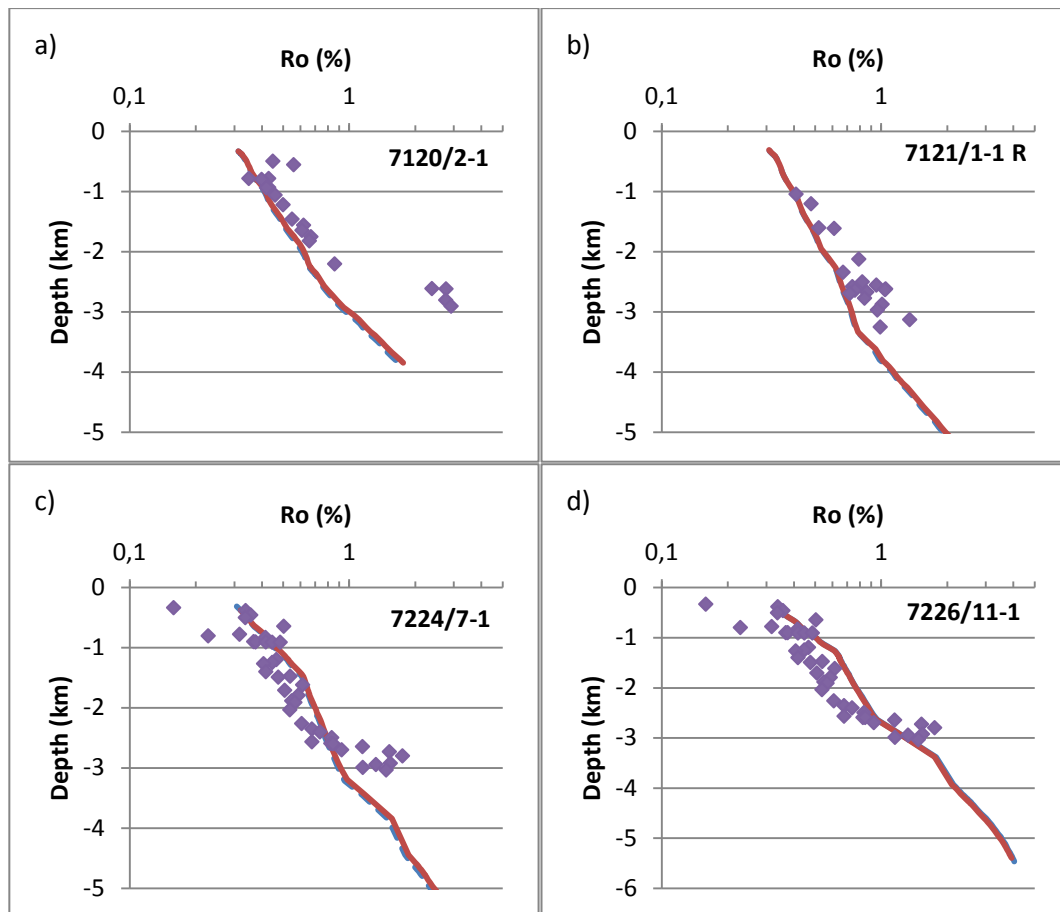 a)
Ro (%)
0,1 1
0
7120/2-1
-1
-2
-3
-4
-5
Depth (km)
b)
Ro (%)
0,1 1
0
7121/1-1 R
-1
-2
-3
-4
-5
Depth (km)
c)
Ro (%)
0,1 1
0
7224/7-1
-1
-2
-3
-4
-5
Depth (km)
d)
Ro (%)
0,1 1
0
7226/11-1
-1
-2
-3
-4
-5
-6
Depth (km)